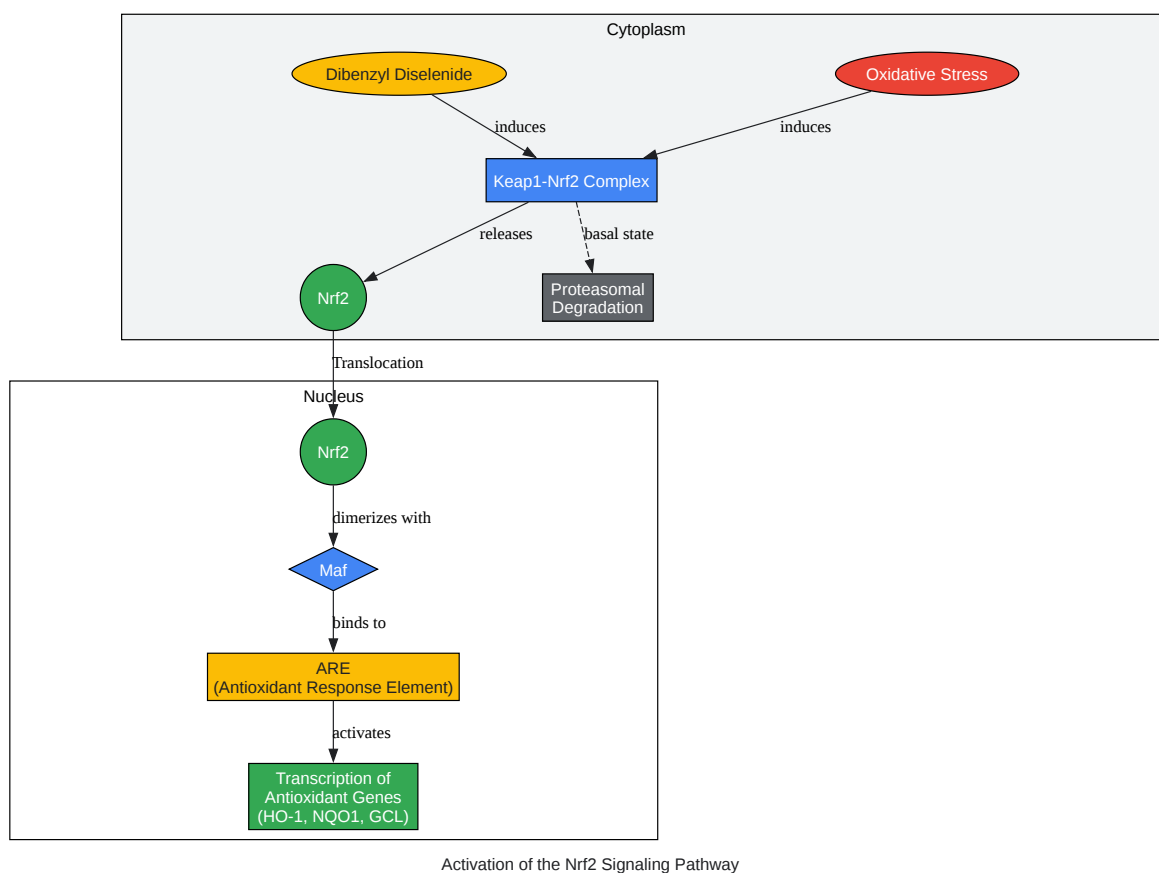 Cytoplasm
Dibenzyl Diselenide
Oxidative Stress
induces
induces
Keap1-Nrf2 Complex
releases
basal state
Nrf2
Proteasomal
Degradation
Translocation
Nucleus
Nrf2
dimerizes with
Maf
binds to
ARE
(Antioxidant Response Element)
activates
Transcription of
Antioxidant Genes
(HO-1, NQO1, GCL)
Activation of the Nrf2 Signaling Pathway